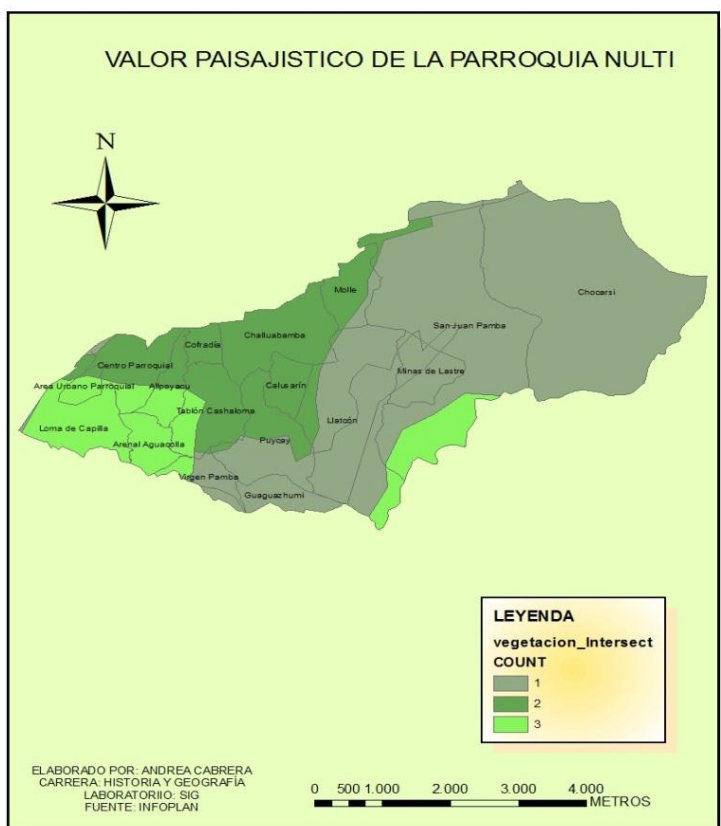 VALOR PAISAJISTICO DE LA PARROQUIA NULTI
N
Chocarsi
Molle
San Juan Pamba
Challuabamba
Cofradía
Centro Parroquial
Minas de Lastre
Area Urbano Parroquial
Allpayacu
Calusarín
Tablón Cashaloma
Llatcón
Loma de Capilla
Arenal Aguacolla
Puycay
Virgen Pamba
Guaguazhumi
LEYENDA
vegetacion_Intersect
COUNT
1
2
3
ELABORADO POR: ANDREA CABRERA
CARRERA: HISTORIA Y GEOGRAFÍA
LABORATORIIO: SIG
FUENTE: INFOPLAN
0 500 1.000 2.000 3.000 4.000
METROS